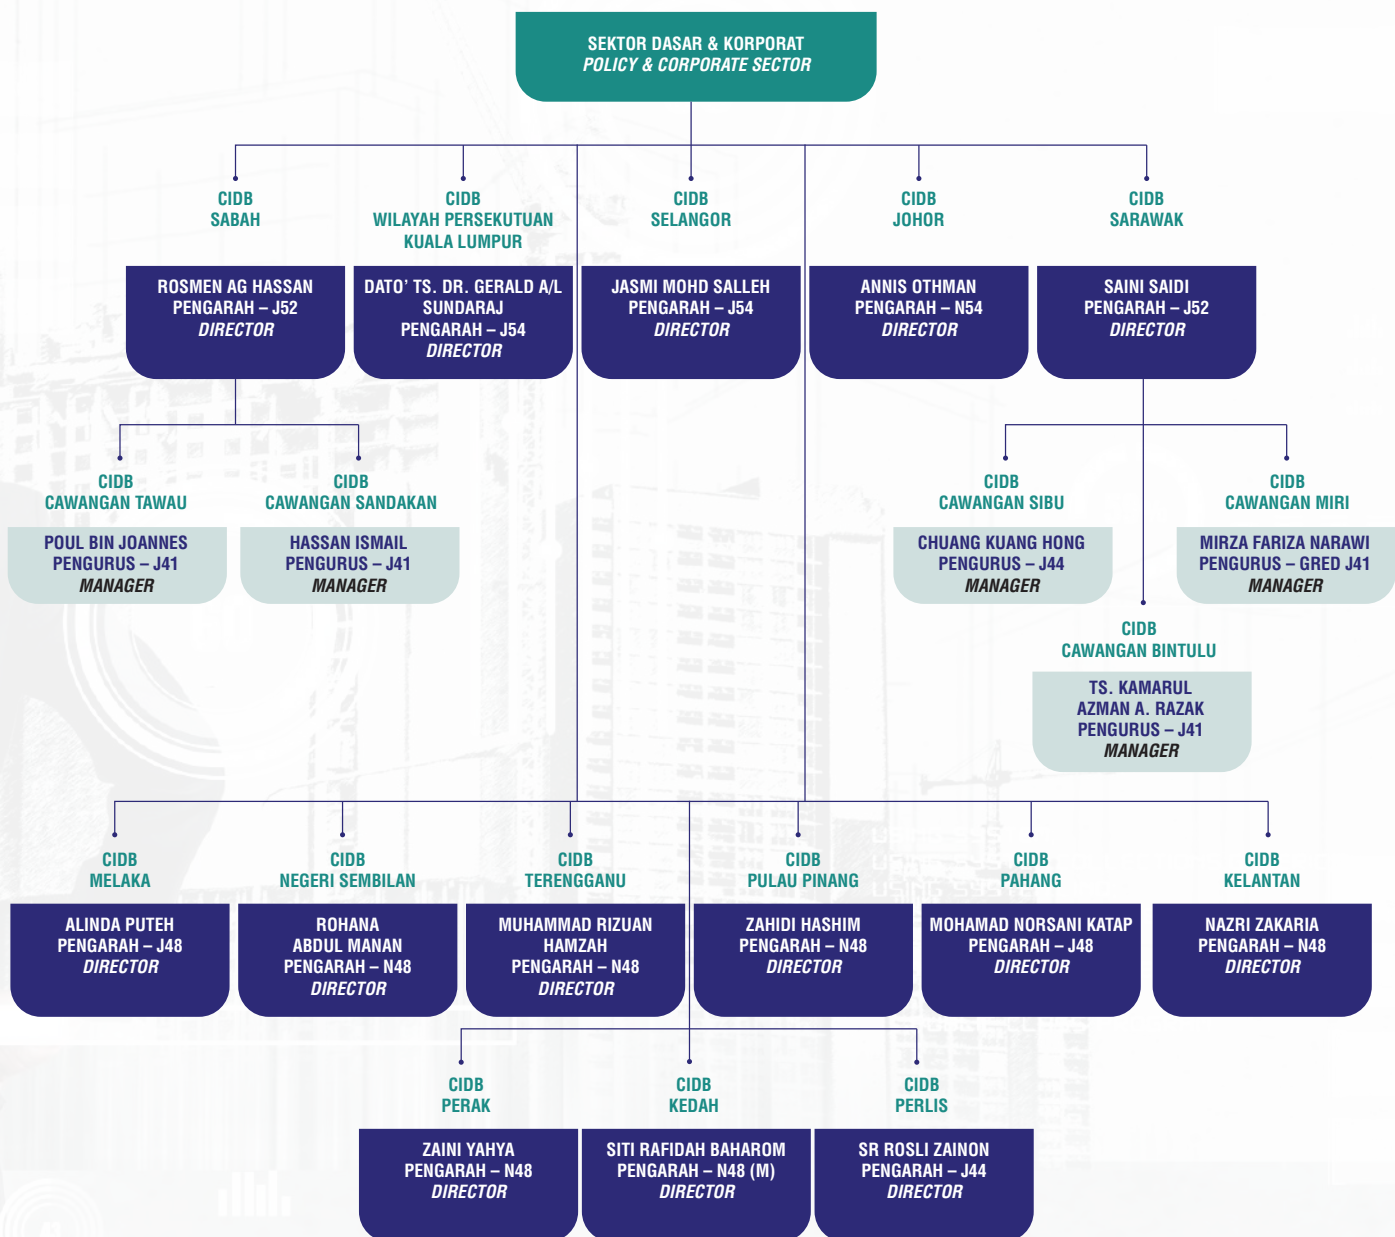 SEKTOR DASAR & KORPORAT
POLICY & CORPORATE SECTOR
CIDB
SABAH
CIDB
WILAYAH PERSEKUTUAN
KUALA LUMPUR
CIDB
SELANGOR
CIDB
JOHOR
CIDB
SARAWAK
ROSMEN AG HASSAN
PENGARAH – J52
DIRECTOR
DATO' TS. DR. GERALD A/L
SUNDARAJ
PENGARAH – J54
DIRECTOR
JASMI MOHD SALLEH
PENGARAH – J54
DIRECTOR
ANNIS OTHMAN
PENGARAH – N54
DIRECTOR
SAINI SAIDI
PENGARAH – J52
DIRECTOR
CIDB
CAWANGAN TAWAU
CIDB
CAWANGAN SANDAKAN
CIDB
CAWANGAN SIBU
CIDB
CAWANGAN MIRI
POUL BIN JOANNES
PENGURUS – J41
MANAGER
HASSAN ISMAIL
PENGURUS – J41
MANAGER
CHUANG KUANG HONG
PENGURUS – J44
MANAGER
MIRZA FARIZA NARAWI
PENGURUS – GRED J41
MANAGER
CIDB
CAWANGAN BINTULU
TS. KAMARUL
AZMAN A. RAZAK
PENGURUS – J41
MANAGER
CIDB
MELAKA
CIDB
NEGERI SEMBILAN
CIDB
TERENGGANU
CIDB
PULAU PINANG
CIDB
PAHANG
CIDB
KELANTAN
ALINDA PUTEH
PENGARAH – J48
DIRECTOR
ROHANA
ABDUL MANAN
PENGARAH – N48
DIRECTOR
MUHAMMAD RIZUAN
HAMZAH
PENGARAH – N48
DIRECTOR
ZAHIDI HASHIM
PENGARAH – N48
DIRECTOR
MOHAMAD NORSANI KATAP
PENGARAH – J48
DIRECTOR
NAZRI ZAKARIA
PENGARAH – N48
DIRECTOR
CIDB
PERAK
CIDB
KEDAH
CIDB
PERLIS
ZAINI YAHYA
PENGARAH – N48
DIRECTOR
SITI RAFIDAH BAHAROM
PENGARAH – N48 (M)
DIRECTOR
SR ROSLI ZAINON
PENGARAH – J44
DIRECTOR